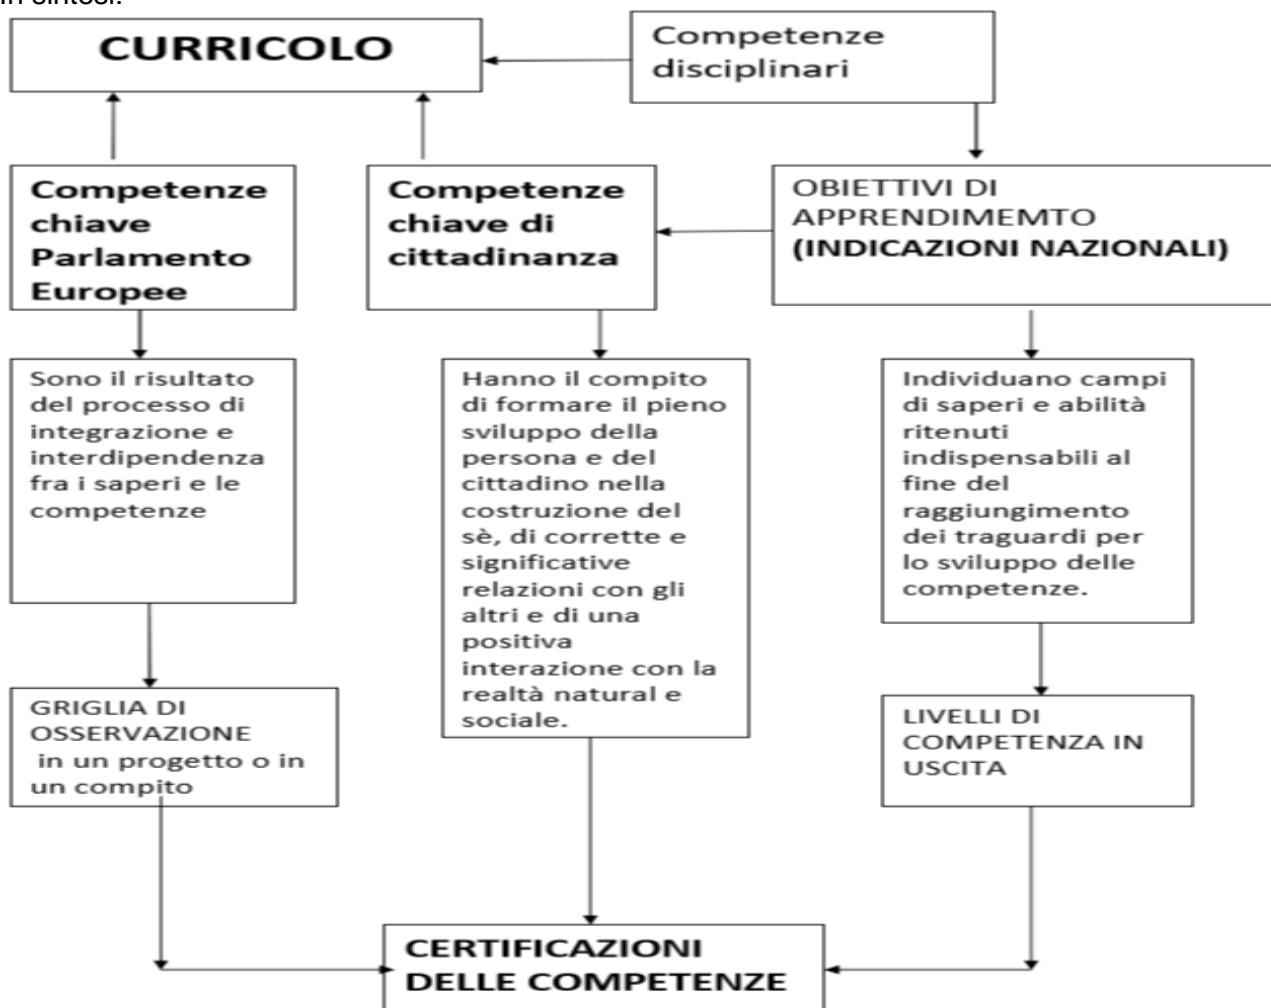 In sintesi:
CURRICOLO
Competenze
disciplinari
Competenze
chiave
Parlamento
Europee
Competenze
chiave di
cittadinanza
OBIETTIVI DI
APPRENDIMEMTO
(INDICAZIONI NAZIONALI)
Sono il risultato
del processo di
integrazione e
interdipendenza
fra i saperi e le
competenze
Hanno il compito
di formare il pieno
sviluppo della
persona e del
cittadino nella
costruzione del
sè, di corrette e
significative
relazioni con gli
altri e di una
positiva
interazione con la
realtà natural e
sociale.
Individuano campi
di saperi e abilità
ritenuti
indispensabili al
fine del
raggiungimento
dei traguardi per
lo sviluppo delle
competenze.
GRIGLIA DI
OSSERVAZIONE
in un progetto o in
un compito
LIVELLI DI
COMPETENZA IN
USCITA
CERTIFICAZIONI
DELLE COMPETENZE